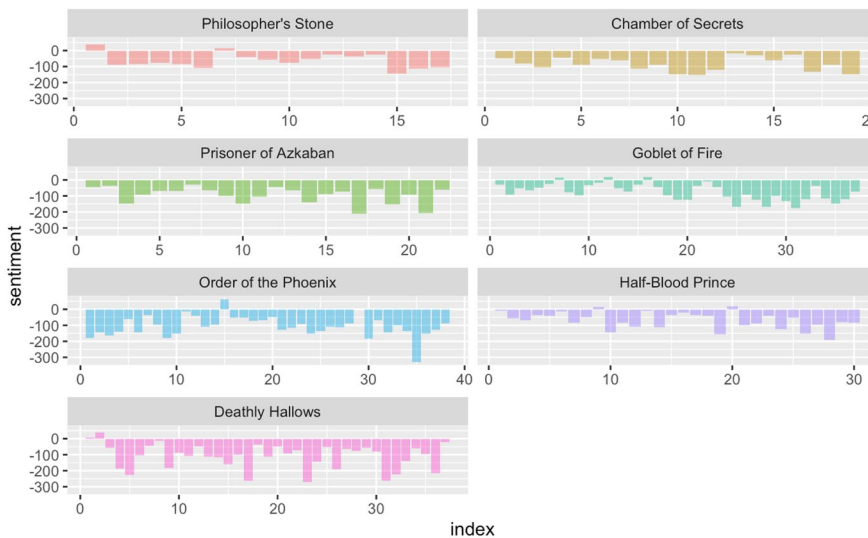 Philosopher's Stone
Chamber of Secrets
0
-100
-200
-300
0 5 10 15
0 5 10 15 20
Prisoner of Azkaban
Goblet of Fire
0
-100
-200
-300
0 5 10 15 20
0 10 20 30
Order of the Phoenix
Half-Blood Prince
0
-100
-200
-300
0 10 20 30 40
0 10 20 30
Deathly Hallows
0
-100
-200
-300
0 10 20 30
sentiment
index